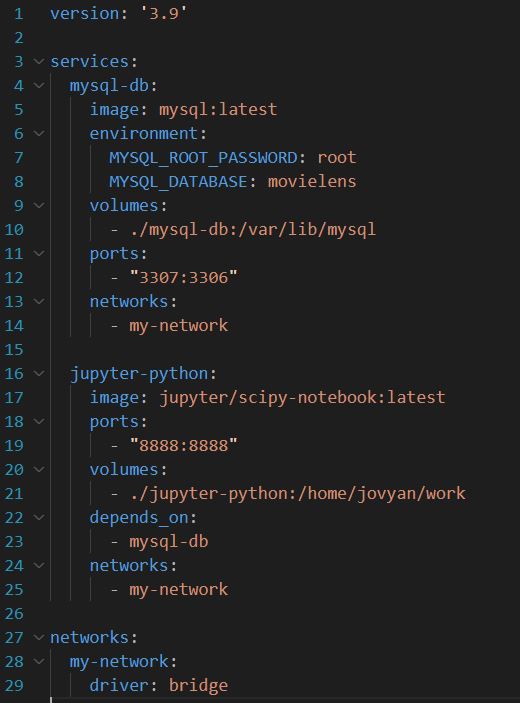 1 version: '3.9'
2
3 services:
4   mysql-db:
5     image: mysql:latest
6     environment:
7       MYSQL_ROOT_PASSWORD: root
8       MYSQL_DATABASE: movielens
9     volumes:
10       - ./mysql-db:/var/lib/mysql
11     ports:
12       - "3307:3306"
13     networks:
14       - my-network
15
16   jupyter-python:
17     image: jupyter/scipy-notebook:latest
18     ports:
19       - "8888:8888"
20     volumes:
21       - ./jupyter-python:/home/jovyan/work
22     depends_on:
23       - mysql-db
24     networks:
25       - my-network
26
27 networks:
28   my-network:
29     driver: bridge